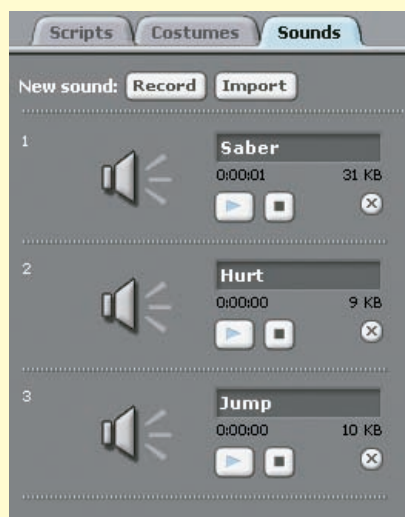 Scripts Costumes Sounds
New sound: Record Import
1
Saber
0:00:01 31 KB
2
Hurt
0:00:00 9 KB
3
Jump
0:00:00 10 KB